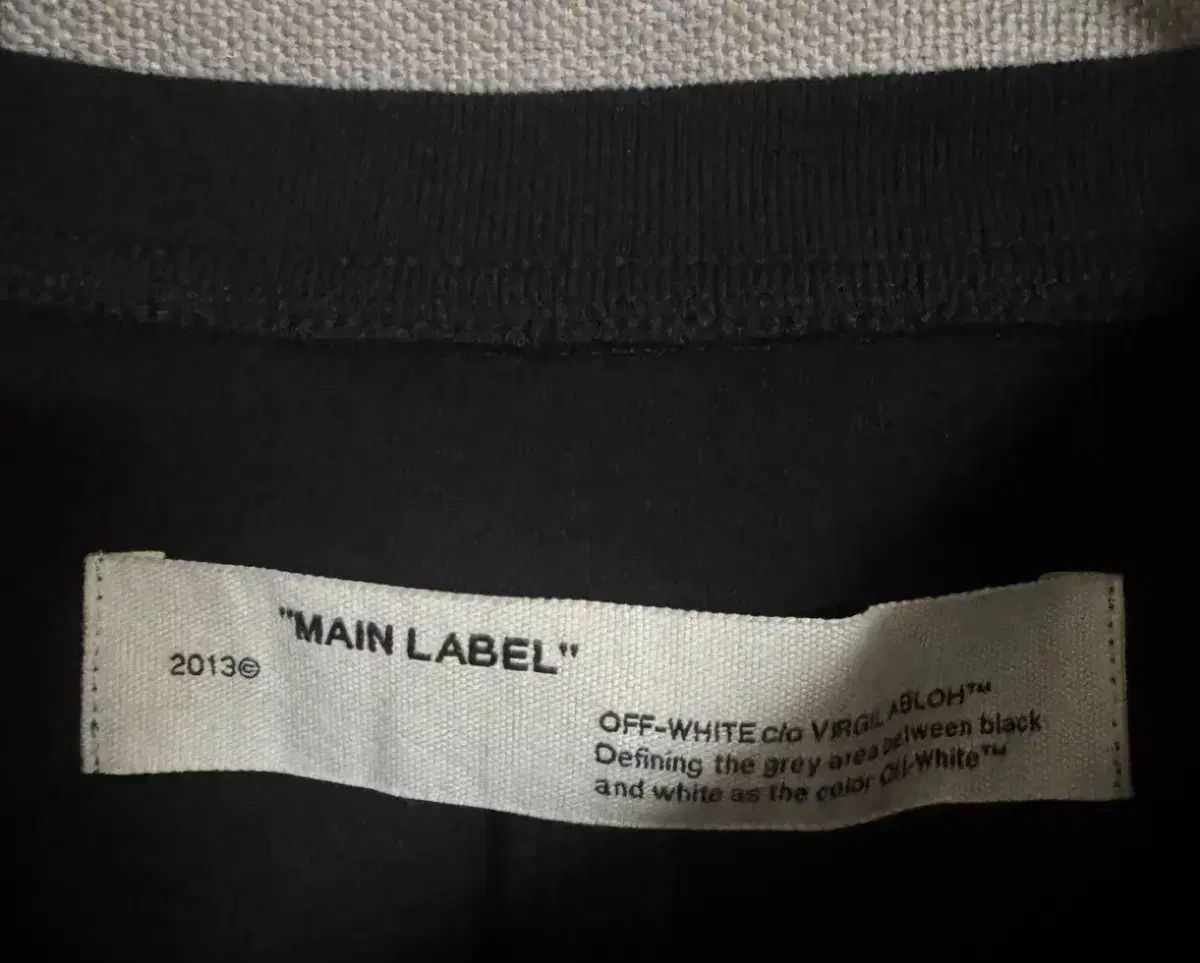 "MAIN LABEL"
2013©
OFF-WHITE c/o VIRGIL ABLOH™
Defining the grey area between black
and white as the color Off-White™